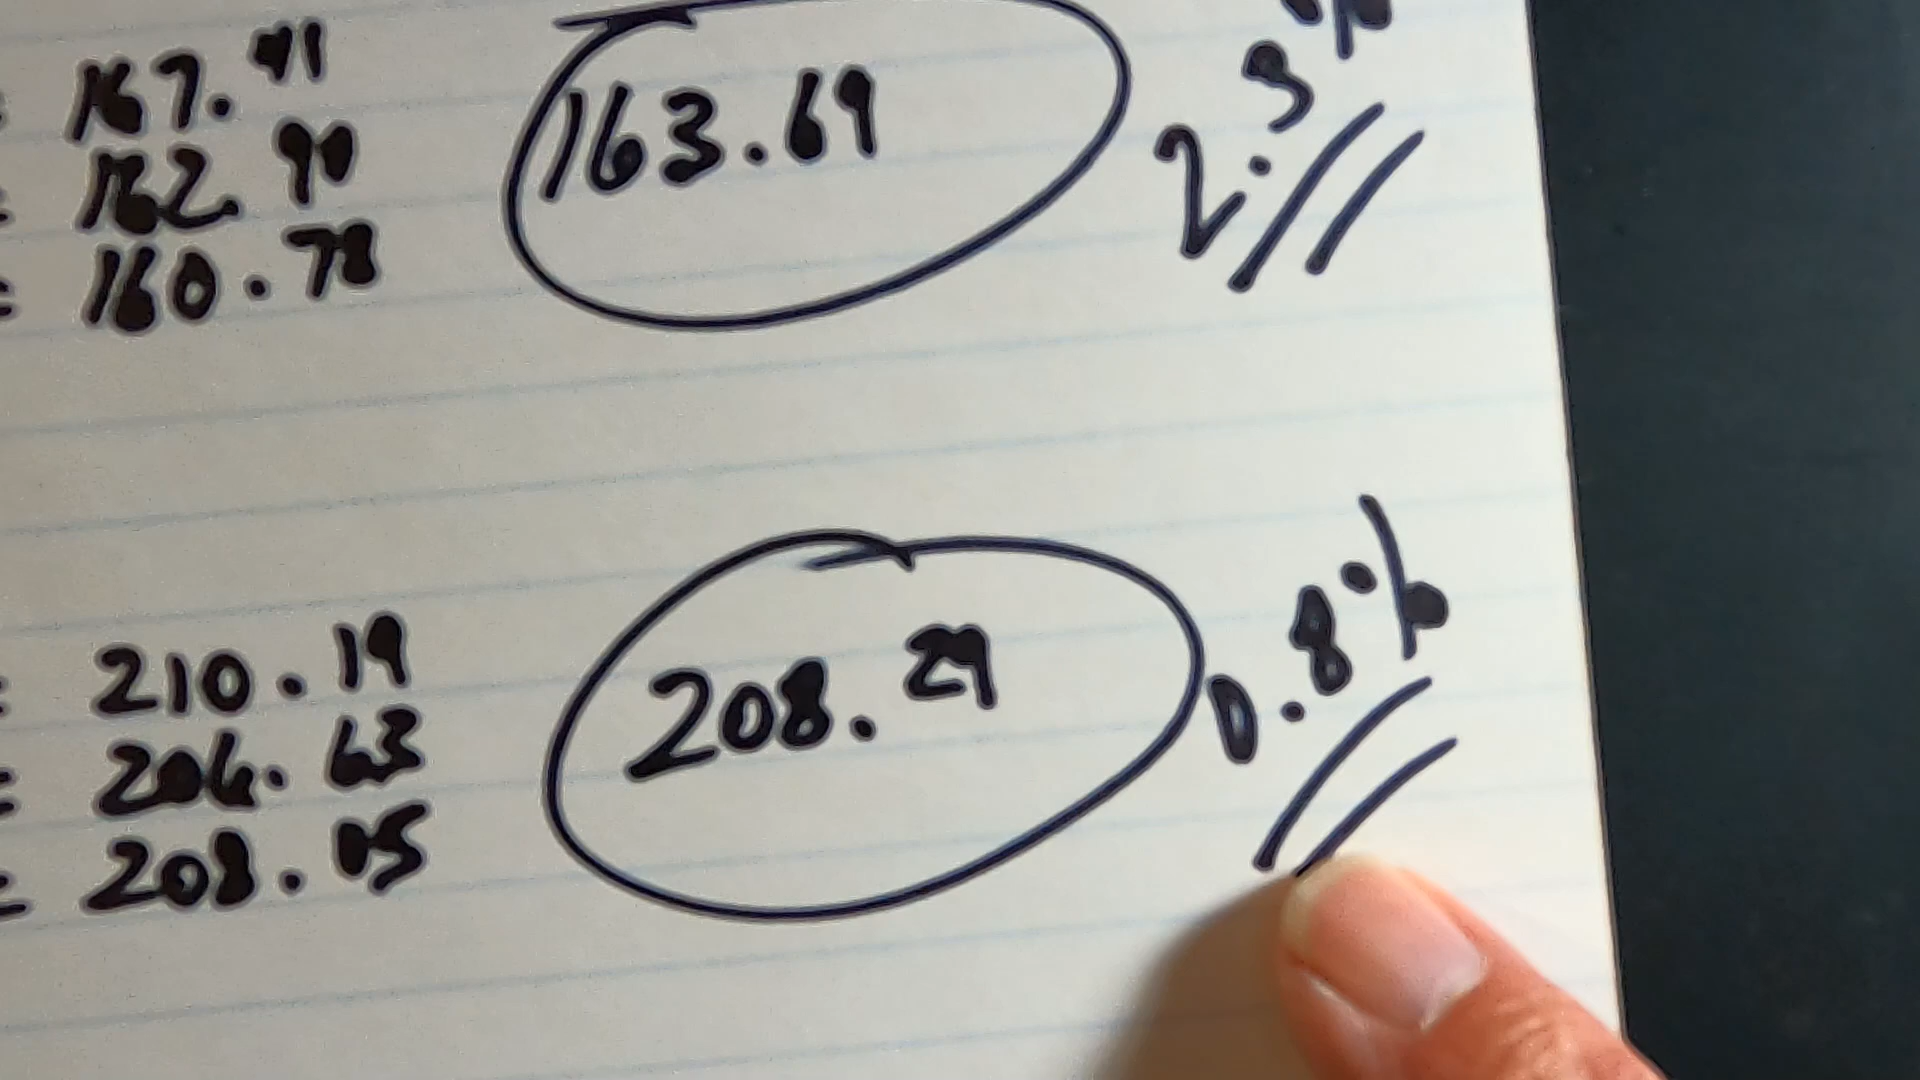 = 167.41 163.69 2.3%
= 162.90
= 160.78
= 210.19 208.29 0.8%
= 206.63
= 208.05